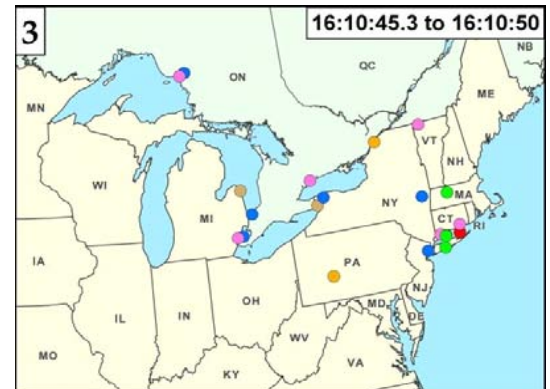 3
16:10:45.3 to 16:10:50
NB
QC
ON
ME
MN
VT
NH
WI
NY
MA
MI
CT
RI
IA
PA
NJ
OH
MD
DE
IL
IN
WV
MO
VA
KY